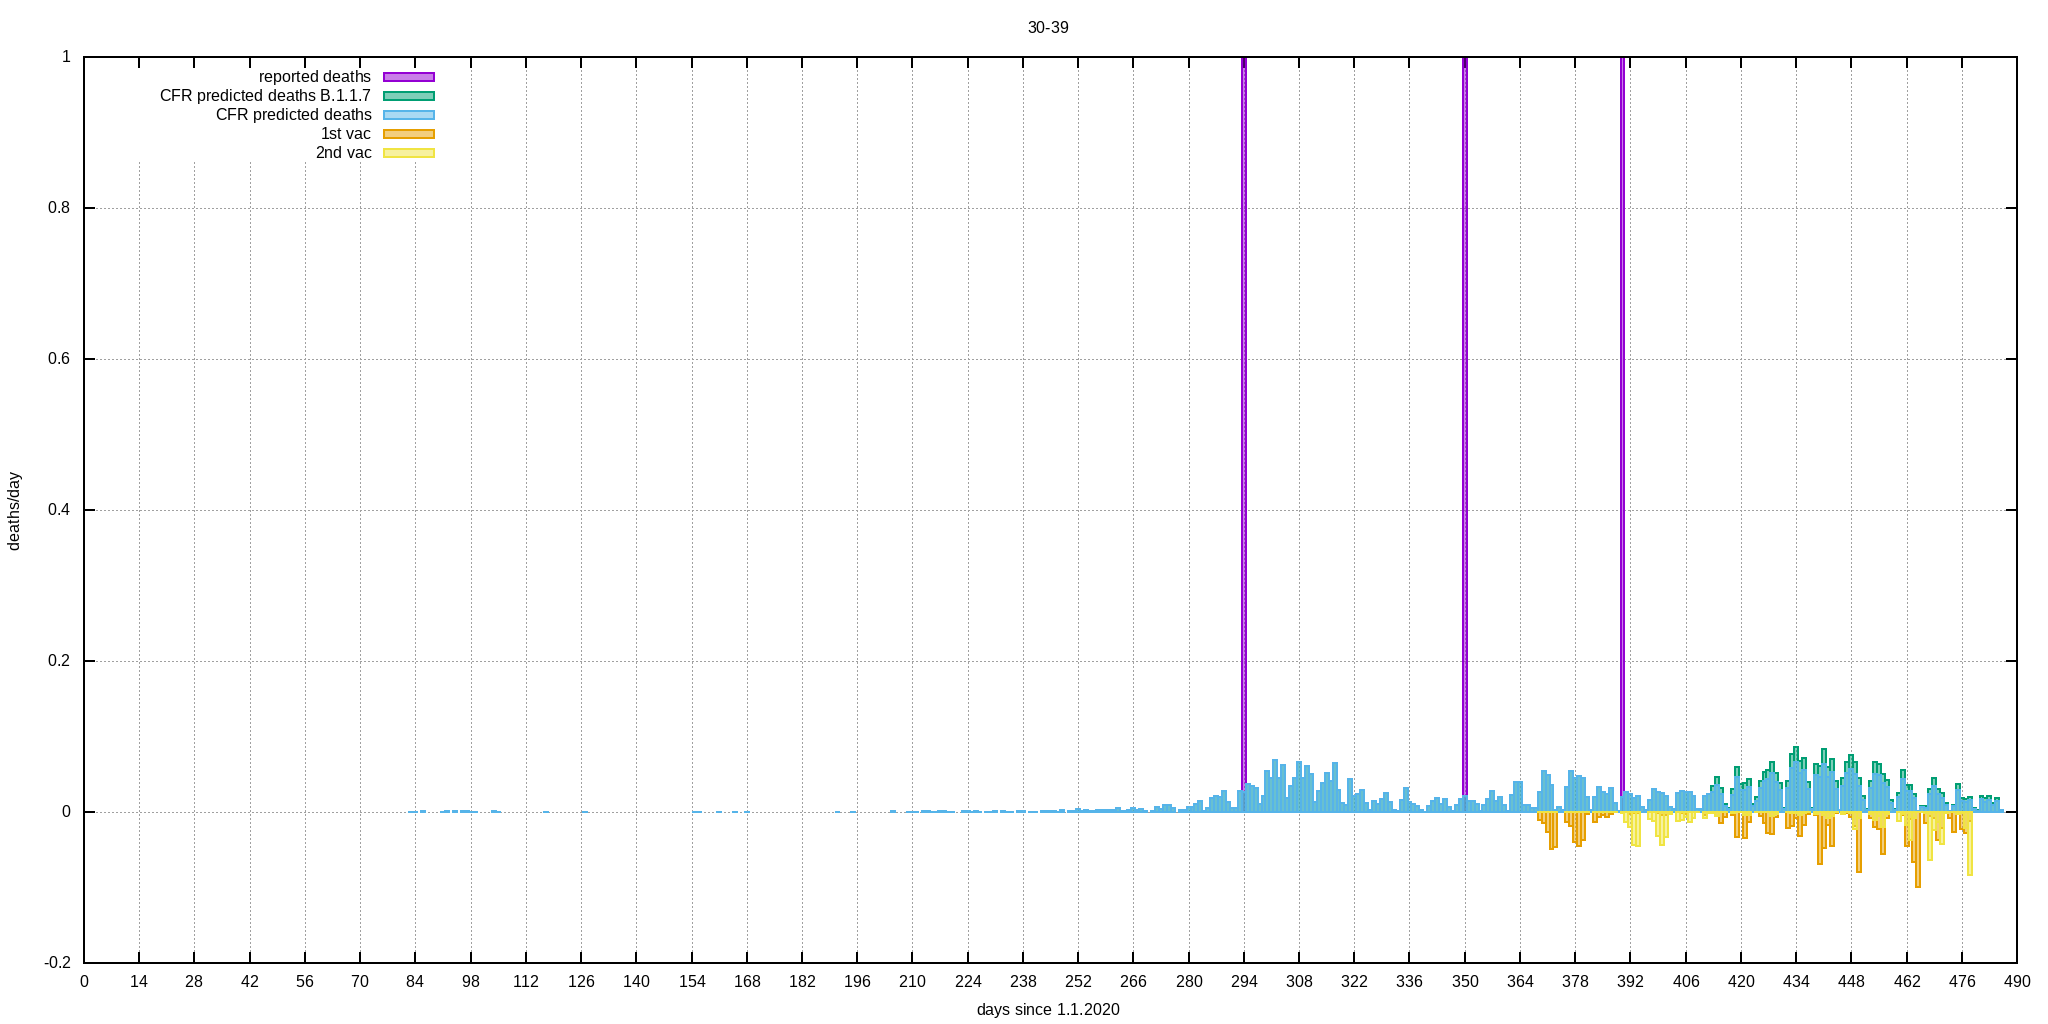 30-39
reported deaths
CFR predicted deaths B.1.1.7
CFR predicted deaths
1st vac
2nd vac
1
0.8
0.6
0.4
0.2
0
-0.2
deaths/day
0 14 28 42 56 70 84 98 112 126 140 154 168 182 196 210 224 238 252 266 280 294 308 322 336 350 364 378 392 406 420 434 448 462 476 490
days since 1.1.2020